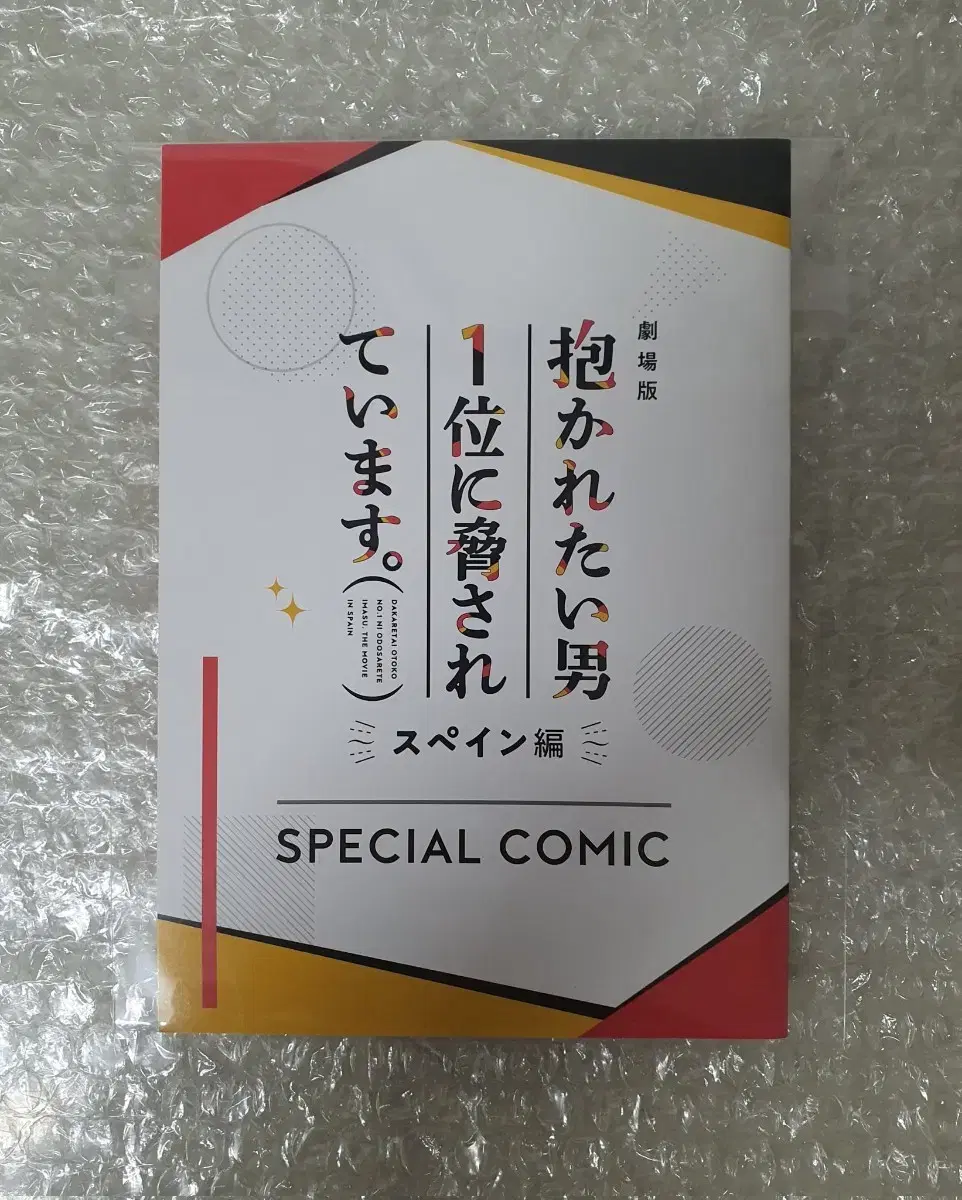 劇場版
抱かれたい男
1位に脅され
ています。
(DAKARETAI OTOKO
NO.1 NI ODOSARETE
IMASU. THE MOVIE
IN SPAIN)
スペイン編
SPECIAL COMIC